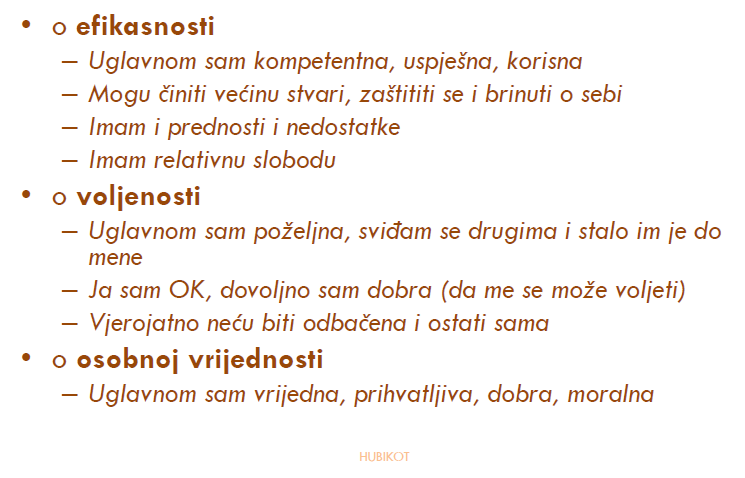 • o efikasnosti
– Uglavnom sam kompetentna, uspješna, korisna
– Mogu činiti većinu stvari, zaštititi se i brinuti o sebi
– Imam i prednosti i nedostatke
– Imam relativnu slobodu
• o voljenosti
– Uglavnom sam poželjna, sviđam se drugima i stalo im je do
mene
– Ja sam OK, dovoljno sam dobra (da me se može voljeti)
– Vjerojatno neću biti odbačena i ostati sama
• o osobnoj vrijednosti
– Uglavnom sam vrijedna, prihvatljiva, dobra, moralna
HUBIKOT